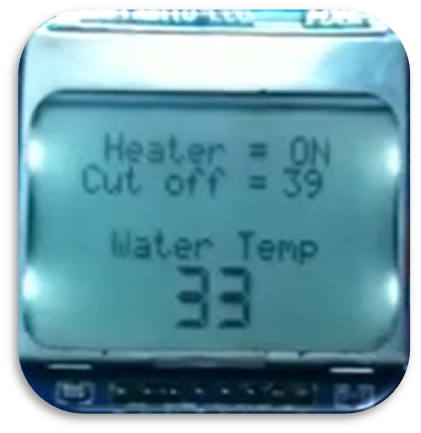 Heater = ON
Cut off = 39
Water Temp
33